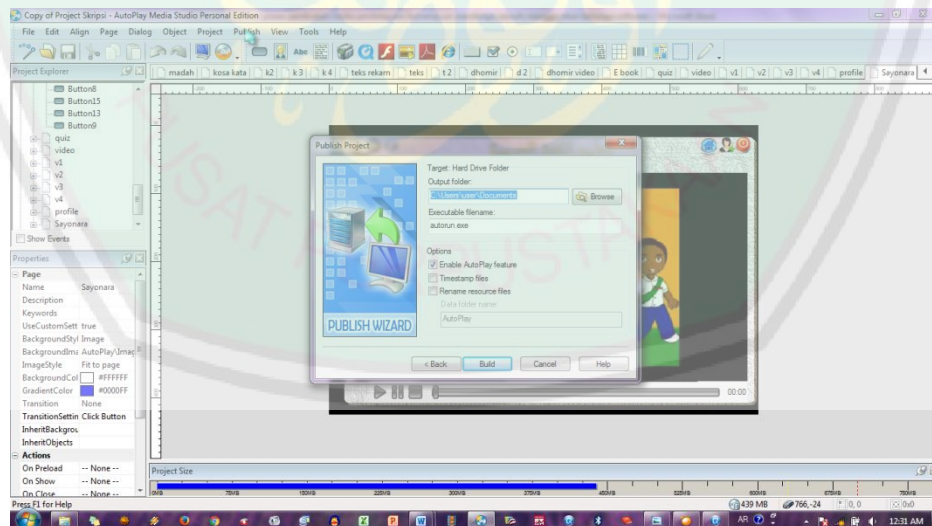 Copy of Project Skripsi - AutoPlay Media Studio Personal Edition
File Edit Align Page Dialog Object Project Publish View Tools Help
Project Explorer
madah kosa kata k2 k3 k4 teks rekam teks t2 dhomir d2 dhomir video E book quiz video v1 v2 v3 v4 profile Sayonara
Button8
Button15
Button13
Button9
quiz
video
v1
v2
v3
v4
profile
Sayonara
Show Events
Properties
Page
Name Sayonara
Description
Keywords
UseCustomSett true
BackgroundStyl Image
BackgroundIma AutoPlay\Imag
ImageStyle Fit to page
BackgroundCol #FFFFFF
GradientColor #0000FF
Transition None
TransitionSettin Click Button
InheritBackgrou
InheritObjects
Actions
On Preload -- None --
On Show -- None --
On Close -- None --
Publish Project
Target: Hard Drive Folder
Output folder:
C:\Users\user\Documents
Browse
Executable filename:
autorun.exe
Options
Enable AutoPlay feature
Timestamp files
Rename resource files
Data folder name:
AutoPlay
PUBLISH WIZARD
< Back Build Cancel Help
00:00
Project Size
Press F1 for Help
439 MB 766,-24 0, 0 0x0
AR 12:31 AM